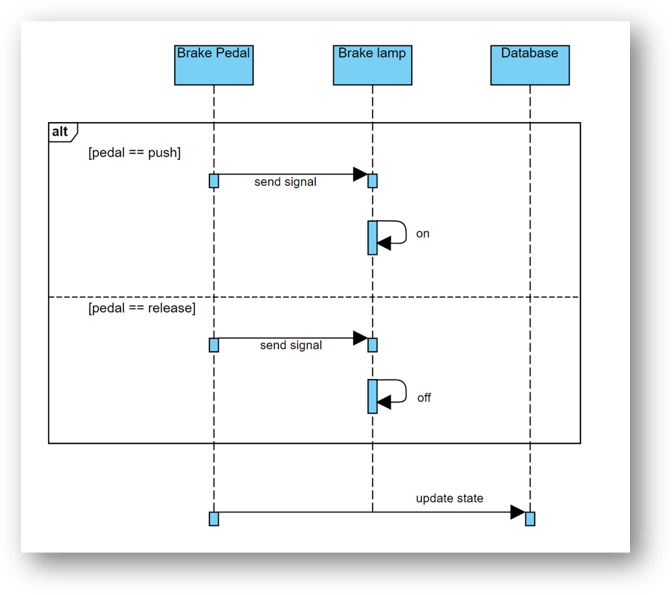 Brake Pedal
Brake lamp
Database
alt
[pedal == push]
send signal
on
[pedal == release]
send signal
off
update state